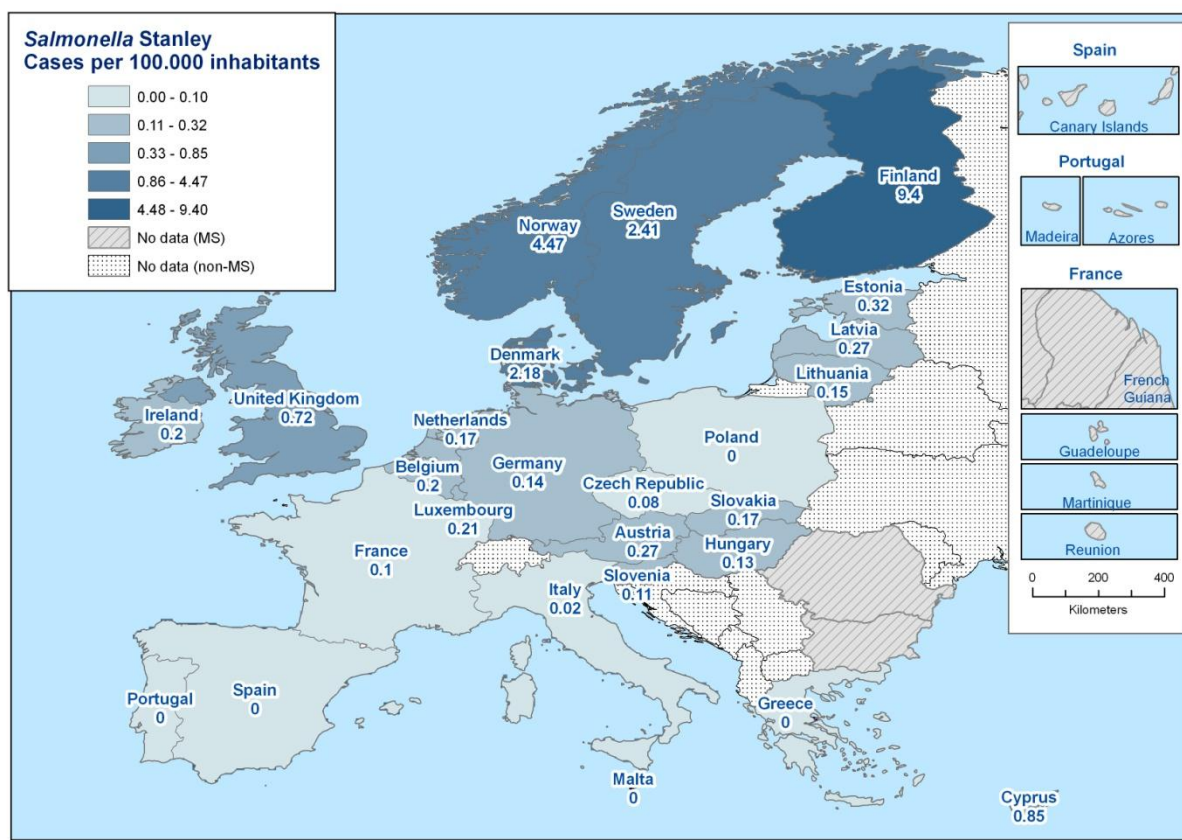 Salmonella Stanley
Cases per 100.000 inhabitants
0.00 - 0.10
0.11 - 0.32
0.33 - 0.85
0.86 - 4.47
4.48 - 9.40
No data (MS)
No data (non-MS)
Finland
9.4
Sweden
2.41
Norway
4.47
Estonia
0.32
Latvia
0.27
Denmark
2.18
Lithuania
0.15
United Kingdom
0.72
Ireland
0.2
Netherlands
0.17
Poland
0
Belgium
0.2
Germany
0.14
Czech Republic
0.08
Luxembourg
0.21
Slovakia
0.17
Austria
0.27
Hungary
0.13
France
0.1
Slovenia
0.11
Italy
0.02
Portugal
0
Spain
0
Greece
0
Malta
0
Cyprus
0.85
Spain
Canary Islands
Portugal
Madeira
Azores
France
French
Guiana
Guadeloupe
Martinique
Reunion
0 200 400
Kilometers